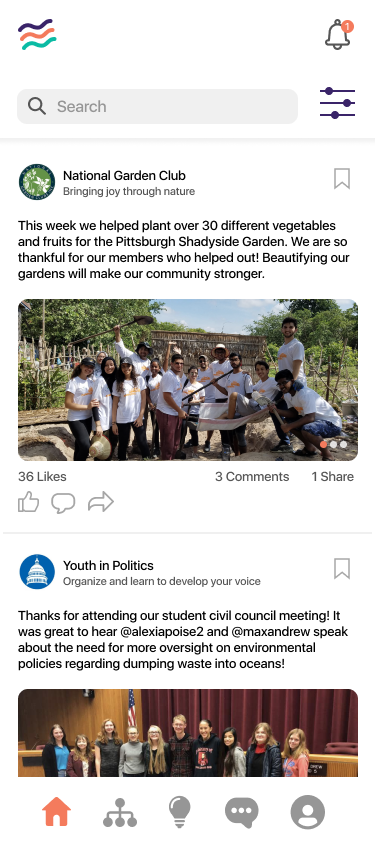 1
Search
National Garden Club
Bringing joy through nature
This week we helped plant over 30 different vegetables
and fruits for the Pittsburgh Shadyside Garden. We are so
thankful for our members who helped out! Beautifying our
gardens will make our community stronger.
36 Likes
3 Comments
1 Share
Youth in Politics
Organize and learn to develop your voice
Thanks for attending our student civil council meeting! It
was great to hear @alexiapoise2 and @maxandrew speak
about the need for more oversight on environmental
policies regarding dumping waste into oceans!